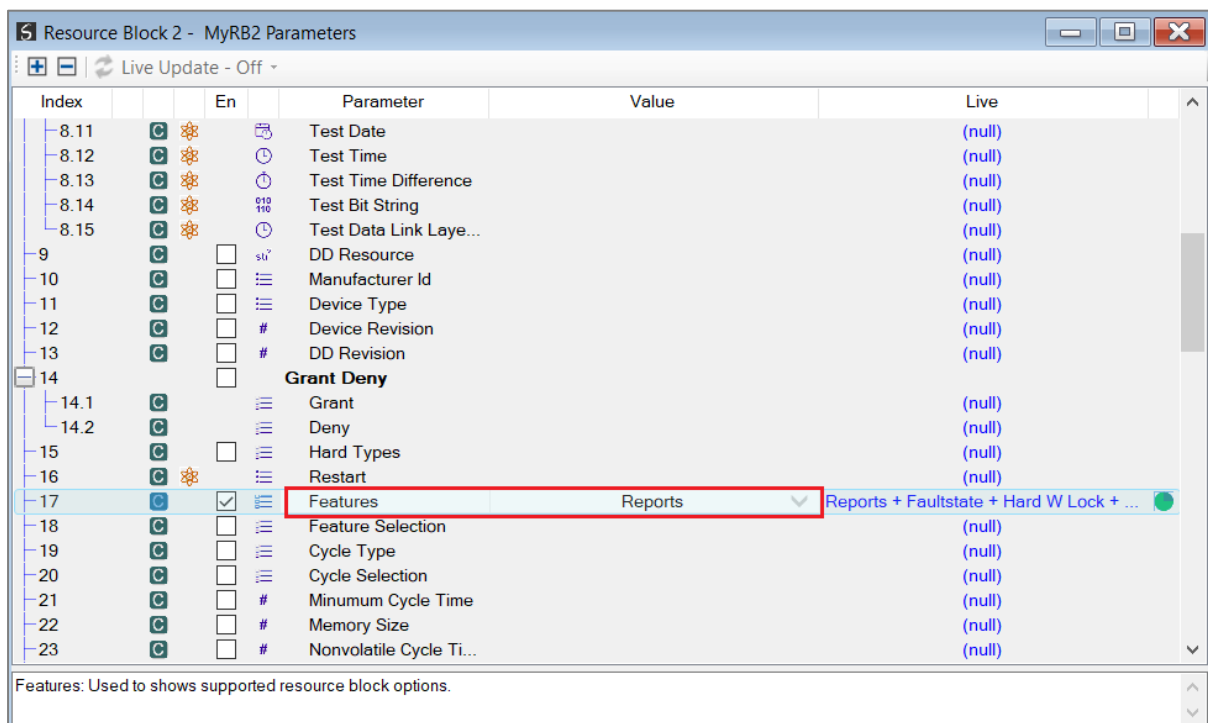 Resource Block 2 - MyRB2 Parameters
Live Update - Off
Index En Parameter Value Live
8.11 C Test Date (null)
8.12 C Test Time (null)
8.13 C Test Time Difference (null)
8.14 C 010 110 Test Bit String (null)
8.15 C Test Data Link Laye... (null)
9 C DD Resource (null)
10 C Manufacturer Id (null)
11 C Device Type (null)
12 C # Device Revision (null)
13 C # DD Revision (null)
14 Grant Deny
14.1 C Grant (null)
14.2 C Deny (null)
15 C Hard Types (null)
16 C Restart (null)
17 C Features Reports Reports + Faultstate + Hard W Lock + ...
18 C Feature Selection (null)
19 C Cycle Type (null)
20 C Cycle Selection (null)
21 C # Minumum Cycle Time (null)
22 C # Memory Size (null)
23 C # Nonvolatile Cycle Ti... (null)
Features: Used to shows supported resource block options.